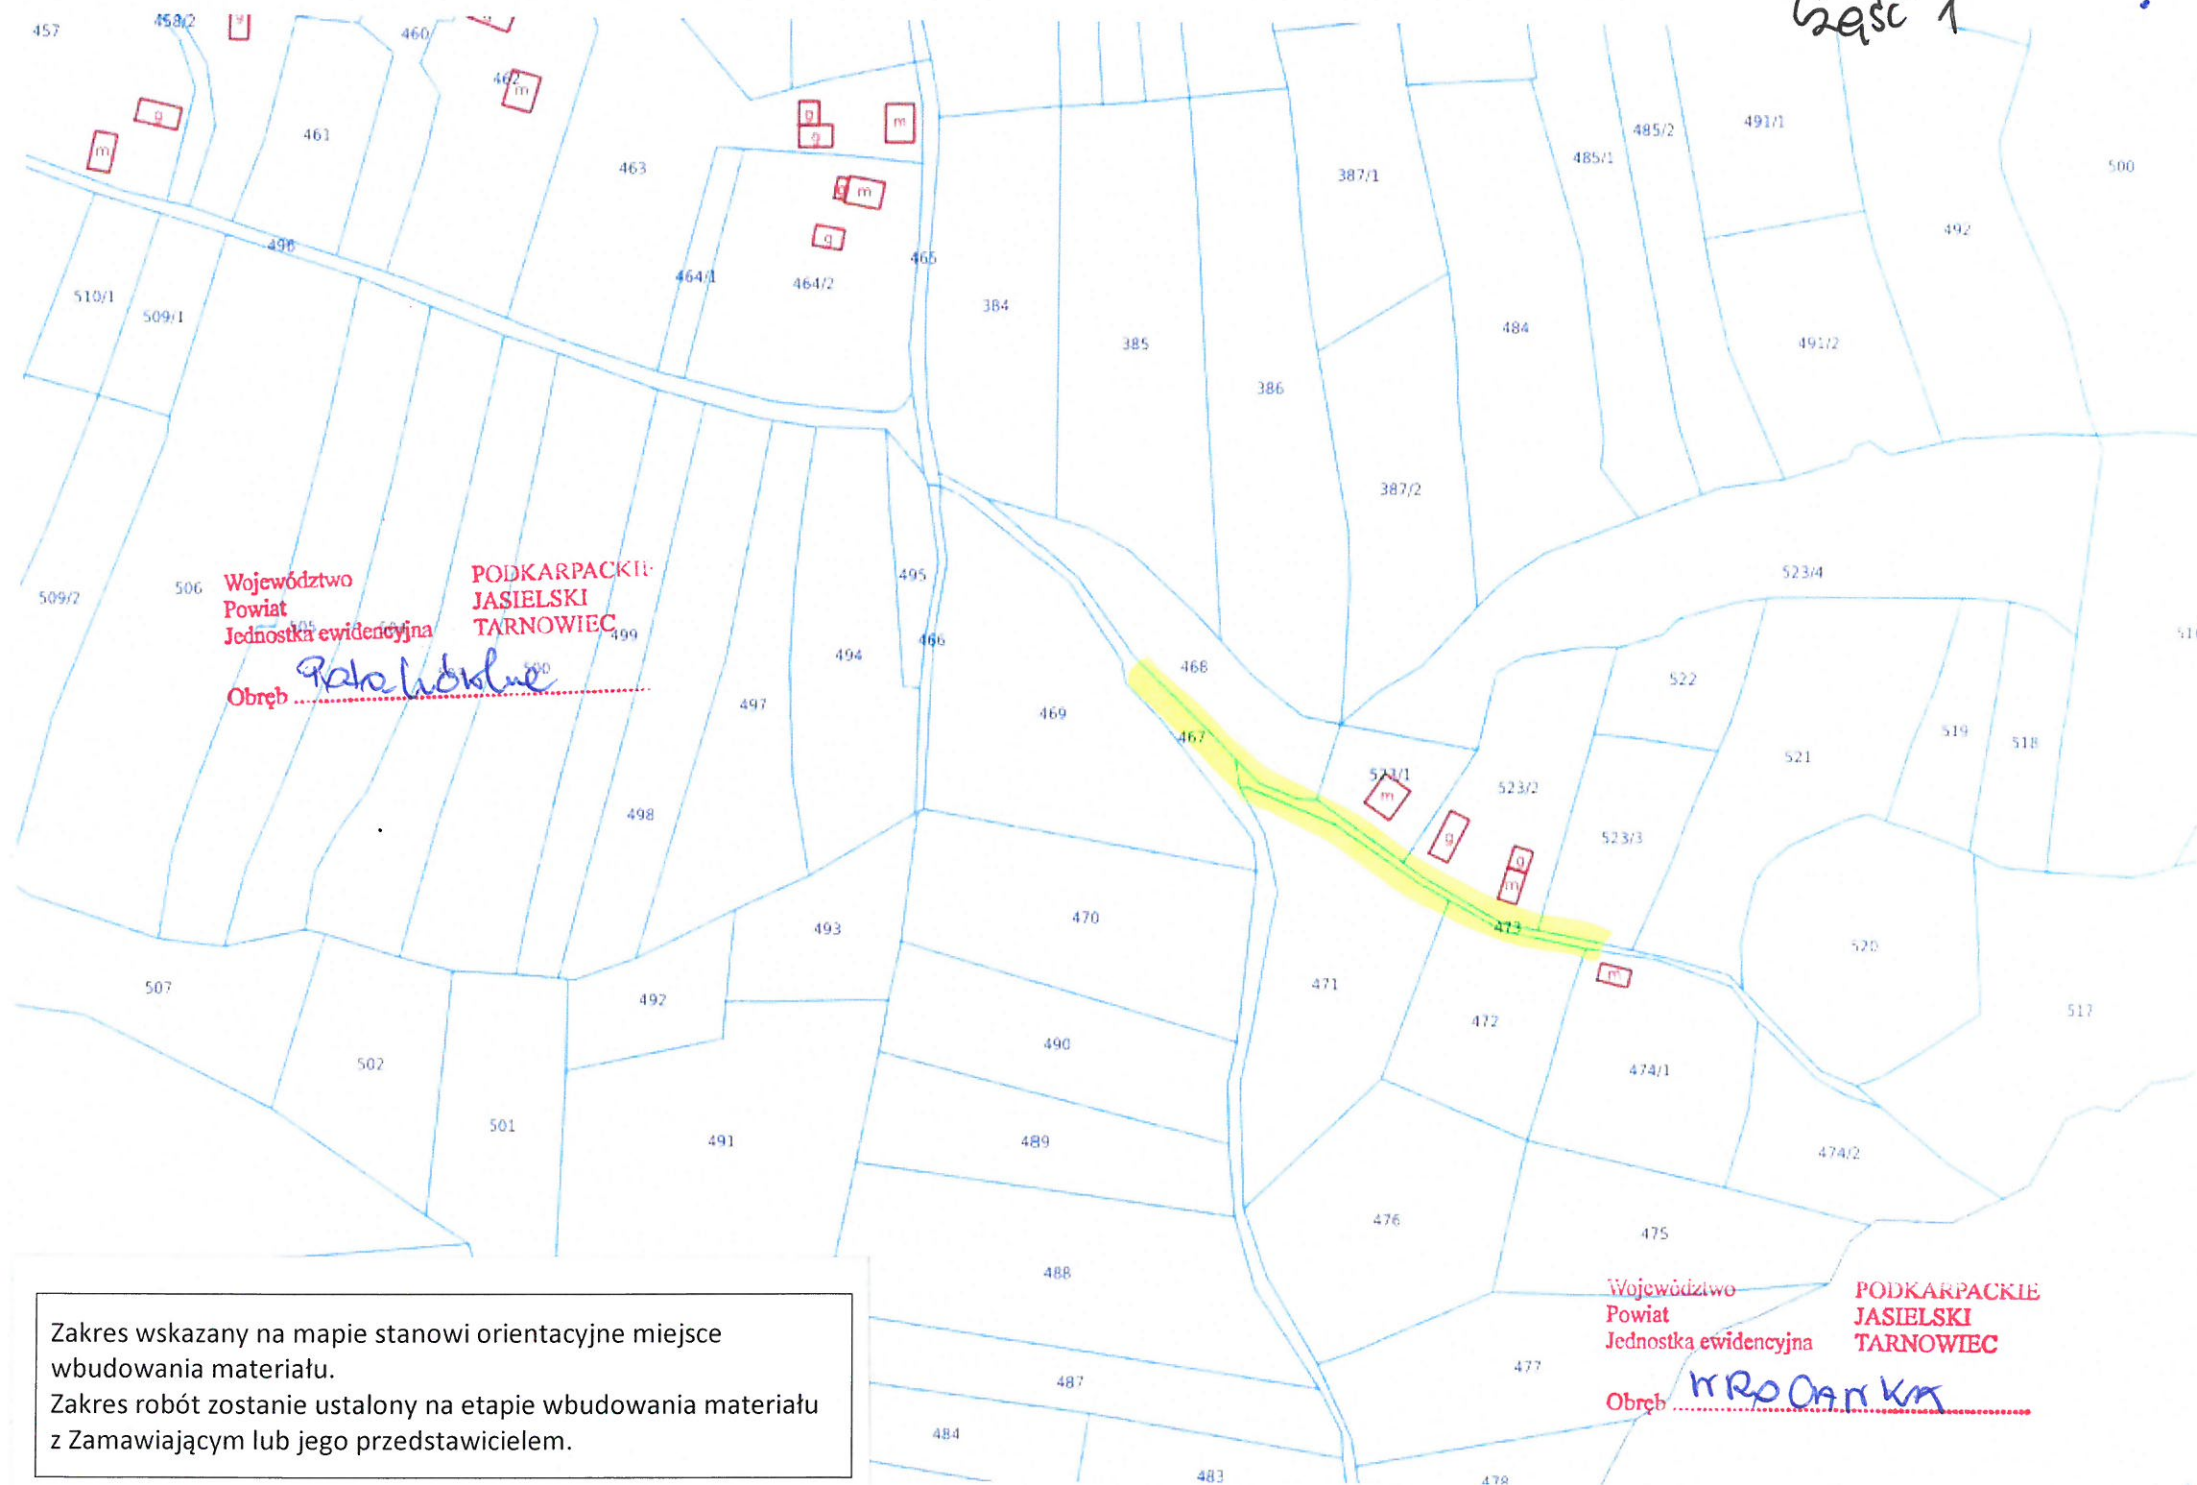 Część 1
457
458/2
g
460
462
m
g
m
461
463
g
g
m
g
m
g
464/1
464/2
465
496
510/1
509/1
384
385
386
387/1
387/2
484
485/1
485/2
491/1
491/2
492
500
509/2
506
505
499
495
466
494
497
498
Województwo PODKARPACKIE
Powiat JASIELSKI
Jednostka ewidencyjna TARNOWIEC
Obręb
469
468
467
523/4
522
521
519
518
523/1
m
523/2
g
g
m
523/3
473
m
520
517
493
470
471
472
474/1
474/2
507
502
501
492
491
490
489
488
487
484
483
476
475
477
478
Zakres wskazany na mapie stanowi orientacyjne miejsce
wbudowania materiału.
Zakres robót zostanie ustalony na etapie wbudowania materiału
z Zamawiającym lub jego przedstawicielem.
Województwo PODKARPACKIE
Powiat JASIELSKI
Jednostka ewidencyjna TARNOWIEC
Obręb WROCANKA